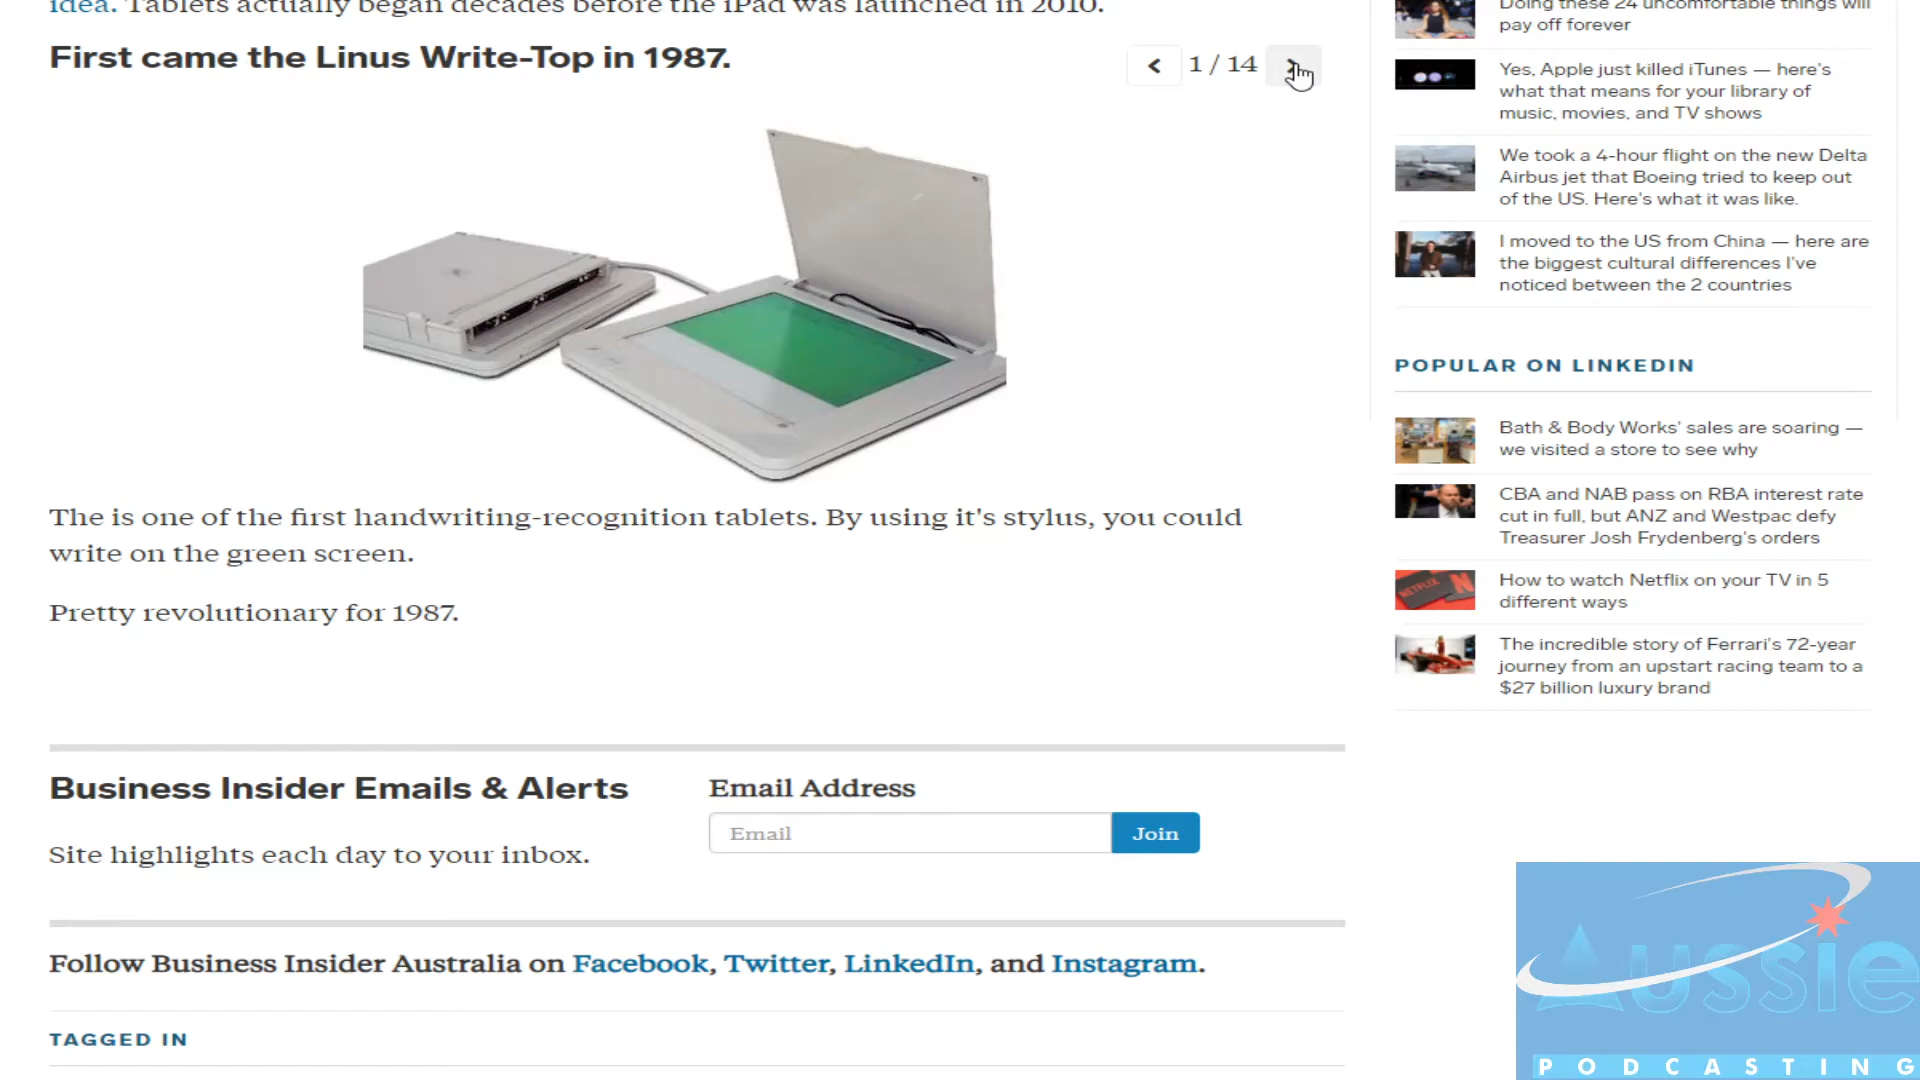 idea. Tablets actually began decades before the iPad was launched in 2010.
First came the Linus Write-Top in 1987.
1 / 14
The is one of the first handwriting-recognition tablets. By using it's stylus, you could
write on the green screen.
Pretty revolutionary for 1987.
Business Insider Emails & Alerts
Site highlights each day to your inbox.
Email Address
Email
Join
Follow Business Insider Australia on Facebook, Twitter, LinkedIn, and Instagram.
TAGGED IN
Doing these 24 uncomfortable things will
pay off forever
Yes, Apple just killed iTunes — here's
what that means for your library of
music, movies, and TV shows
We took a 4-hour flight on the new Delta
Airbus jet that Boeing tried to keep out
of the US. Here's what it was like.
I moved to the US from China — here are
the biggest cultural differences I've
noticed between the 2 countries
POPULAR ON LINKEDIN
Bath & Body Works' sales are soaring —
we visited a store to see why
CBA and NAB pass on RBA interest rate
cut in full, but ANZ and Westpac defy
Treasurer Josh Frydenberg's orders
NETFLIX
N
How to watch Netflix on your TV in 5
different ways
The incredible story of Ferrari's 72-year
journey from an upstart racing team to a
$27 billion luxury brand
Aussie
PODCASTING